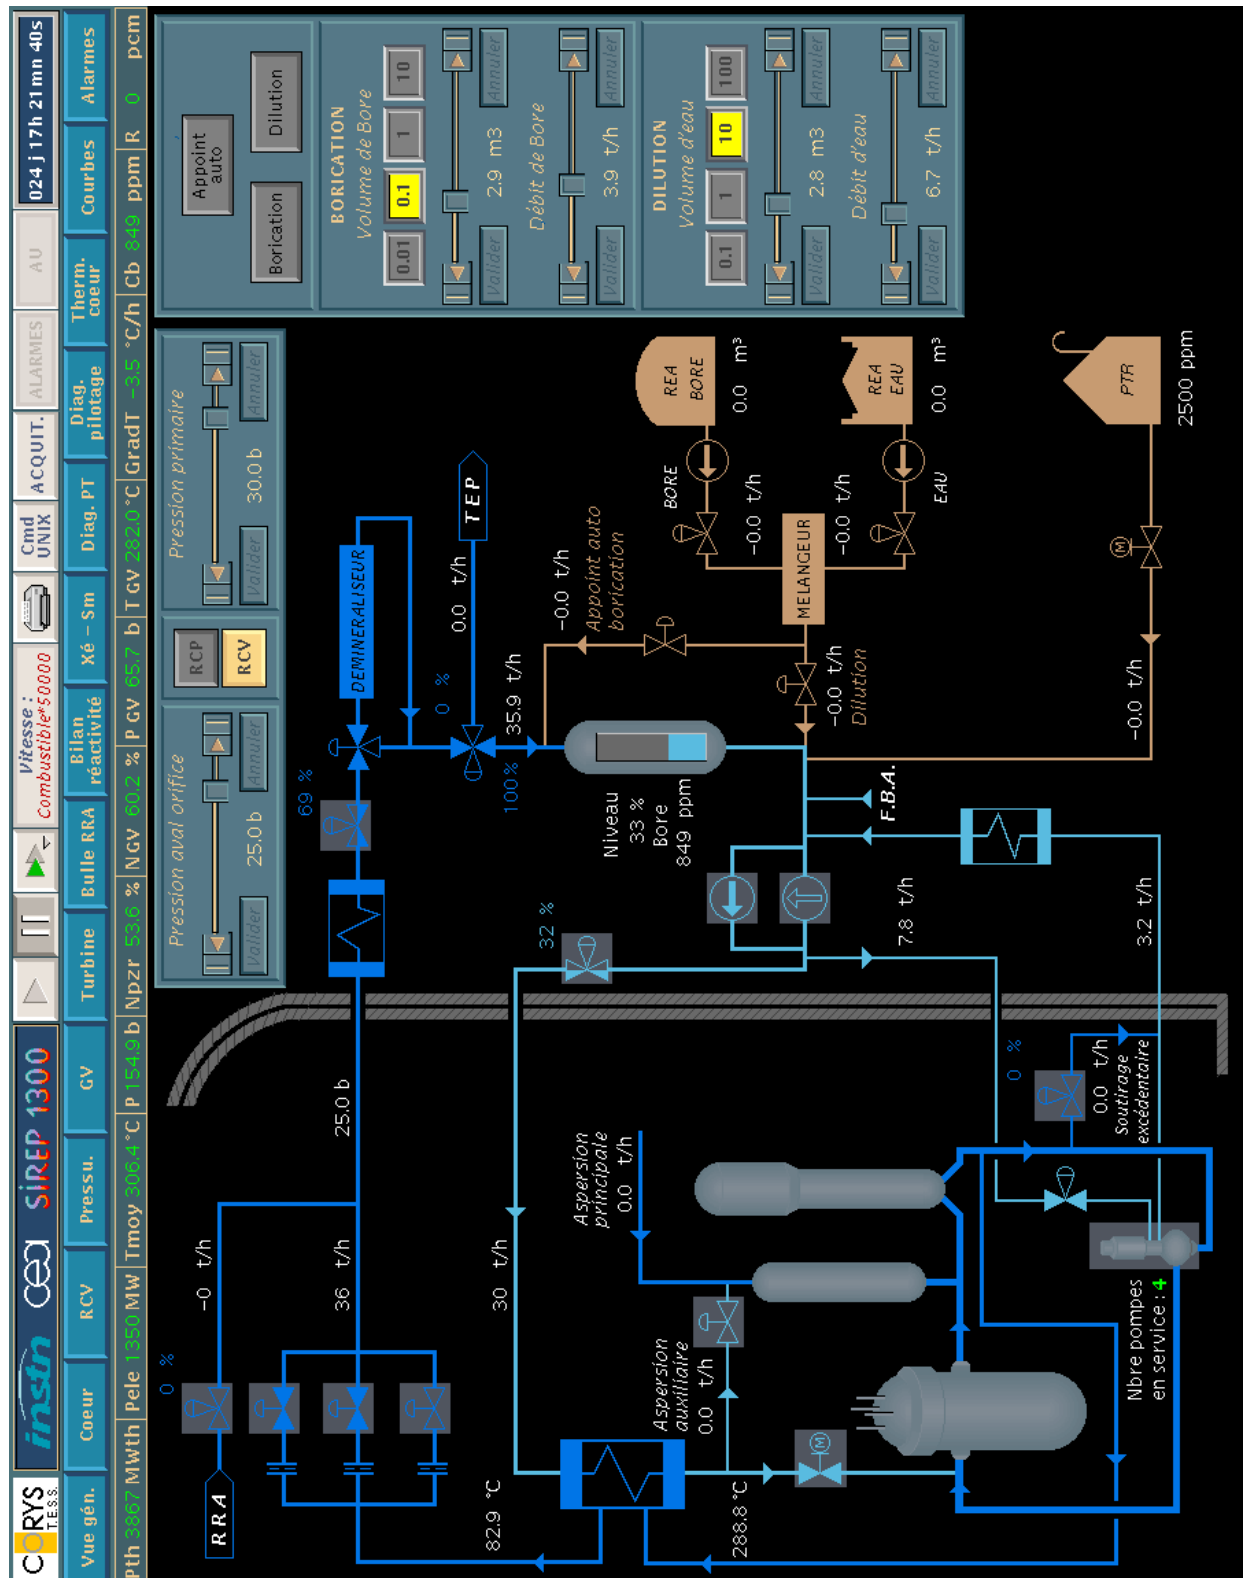 CORYS
T.E.S.S.
instn
cea
SIREP 1300
Vitesse :
Combustible*50000
Cmd
UNIX
ACQUIT.
ALARMES
AU
024 j 17h 21mn 40s
Vue gén.
Coeur
RCV
Pressu.
GV
Turbine
Bulle RRA
Bilan
réactivité
Xé - Sm
Diag. PT
Diag.
pilotage
Therm.
coeur
Courbes
Alarmes
Pth 3867 MWth
Pele 1350 MW
Tmoy 306.4 °C
P 154.9 b
Npzr 53.6 %
NGV 60.2 %
P GV 65.7 b
T GV 282.0 °C
GradT -3.5 °C/h
Cb 849 ppm
R 0 pcm
Pression aval orifice
25.0 b
Valider
Annuler
RCP
RCV
Pression primaire
30.0 b
Valider
Annuler
Appoint
auto
Borication
Dilution
BORICATION
Volume de Bore
0.01
0.1
1
10
2.9 m3
Valider
Annuler
Débit de Bore
3.9 t/h
Valider
Annuler
DILUTION
Volume d'eau
0.1
1
10
100
2.8 m3
Valider
Annuler
Débit d'eau
6.7 t/h
Valider
Annuler
RRA
0 %
-0 t/h
36 t/h
25.0 b
69 %
DEMINERALISEUR
TEP
0.0 t/h
0 %
100%
35.9 t/h
-0.0 t/h
Appoint auto
borication
Niveau
33 %
Bore
849 ppm
BORE
-0.0 t/h
REA
BORE
0.0 m³
MELANGEUR
-0.0 t/h
Dilution
-0.0 t/h
EAU
REA
EAU
0.0 m³
PTR
2500 ppm
-0.0 t/h
M
F.B.A.
32 %
7.8 t/h
3.2 t/h
30 t/h
82.9 °C
288.8 °C
Aspersion
principale
0.0 t/h
Aspersion
auxiliaire
0.0 t/h
M
0 %
0.0 t/h
Soutirage
excédentaire
Nbre pompes
en service : 4